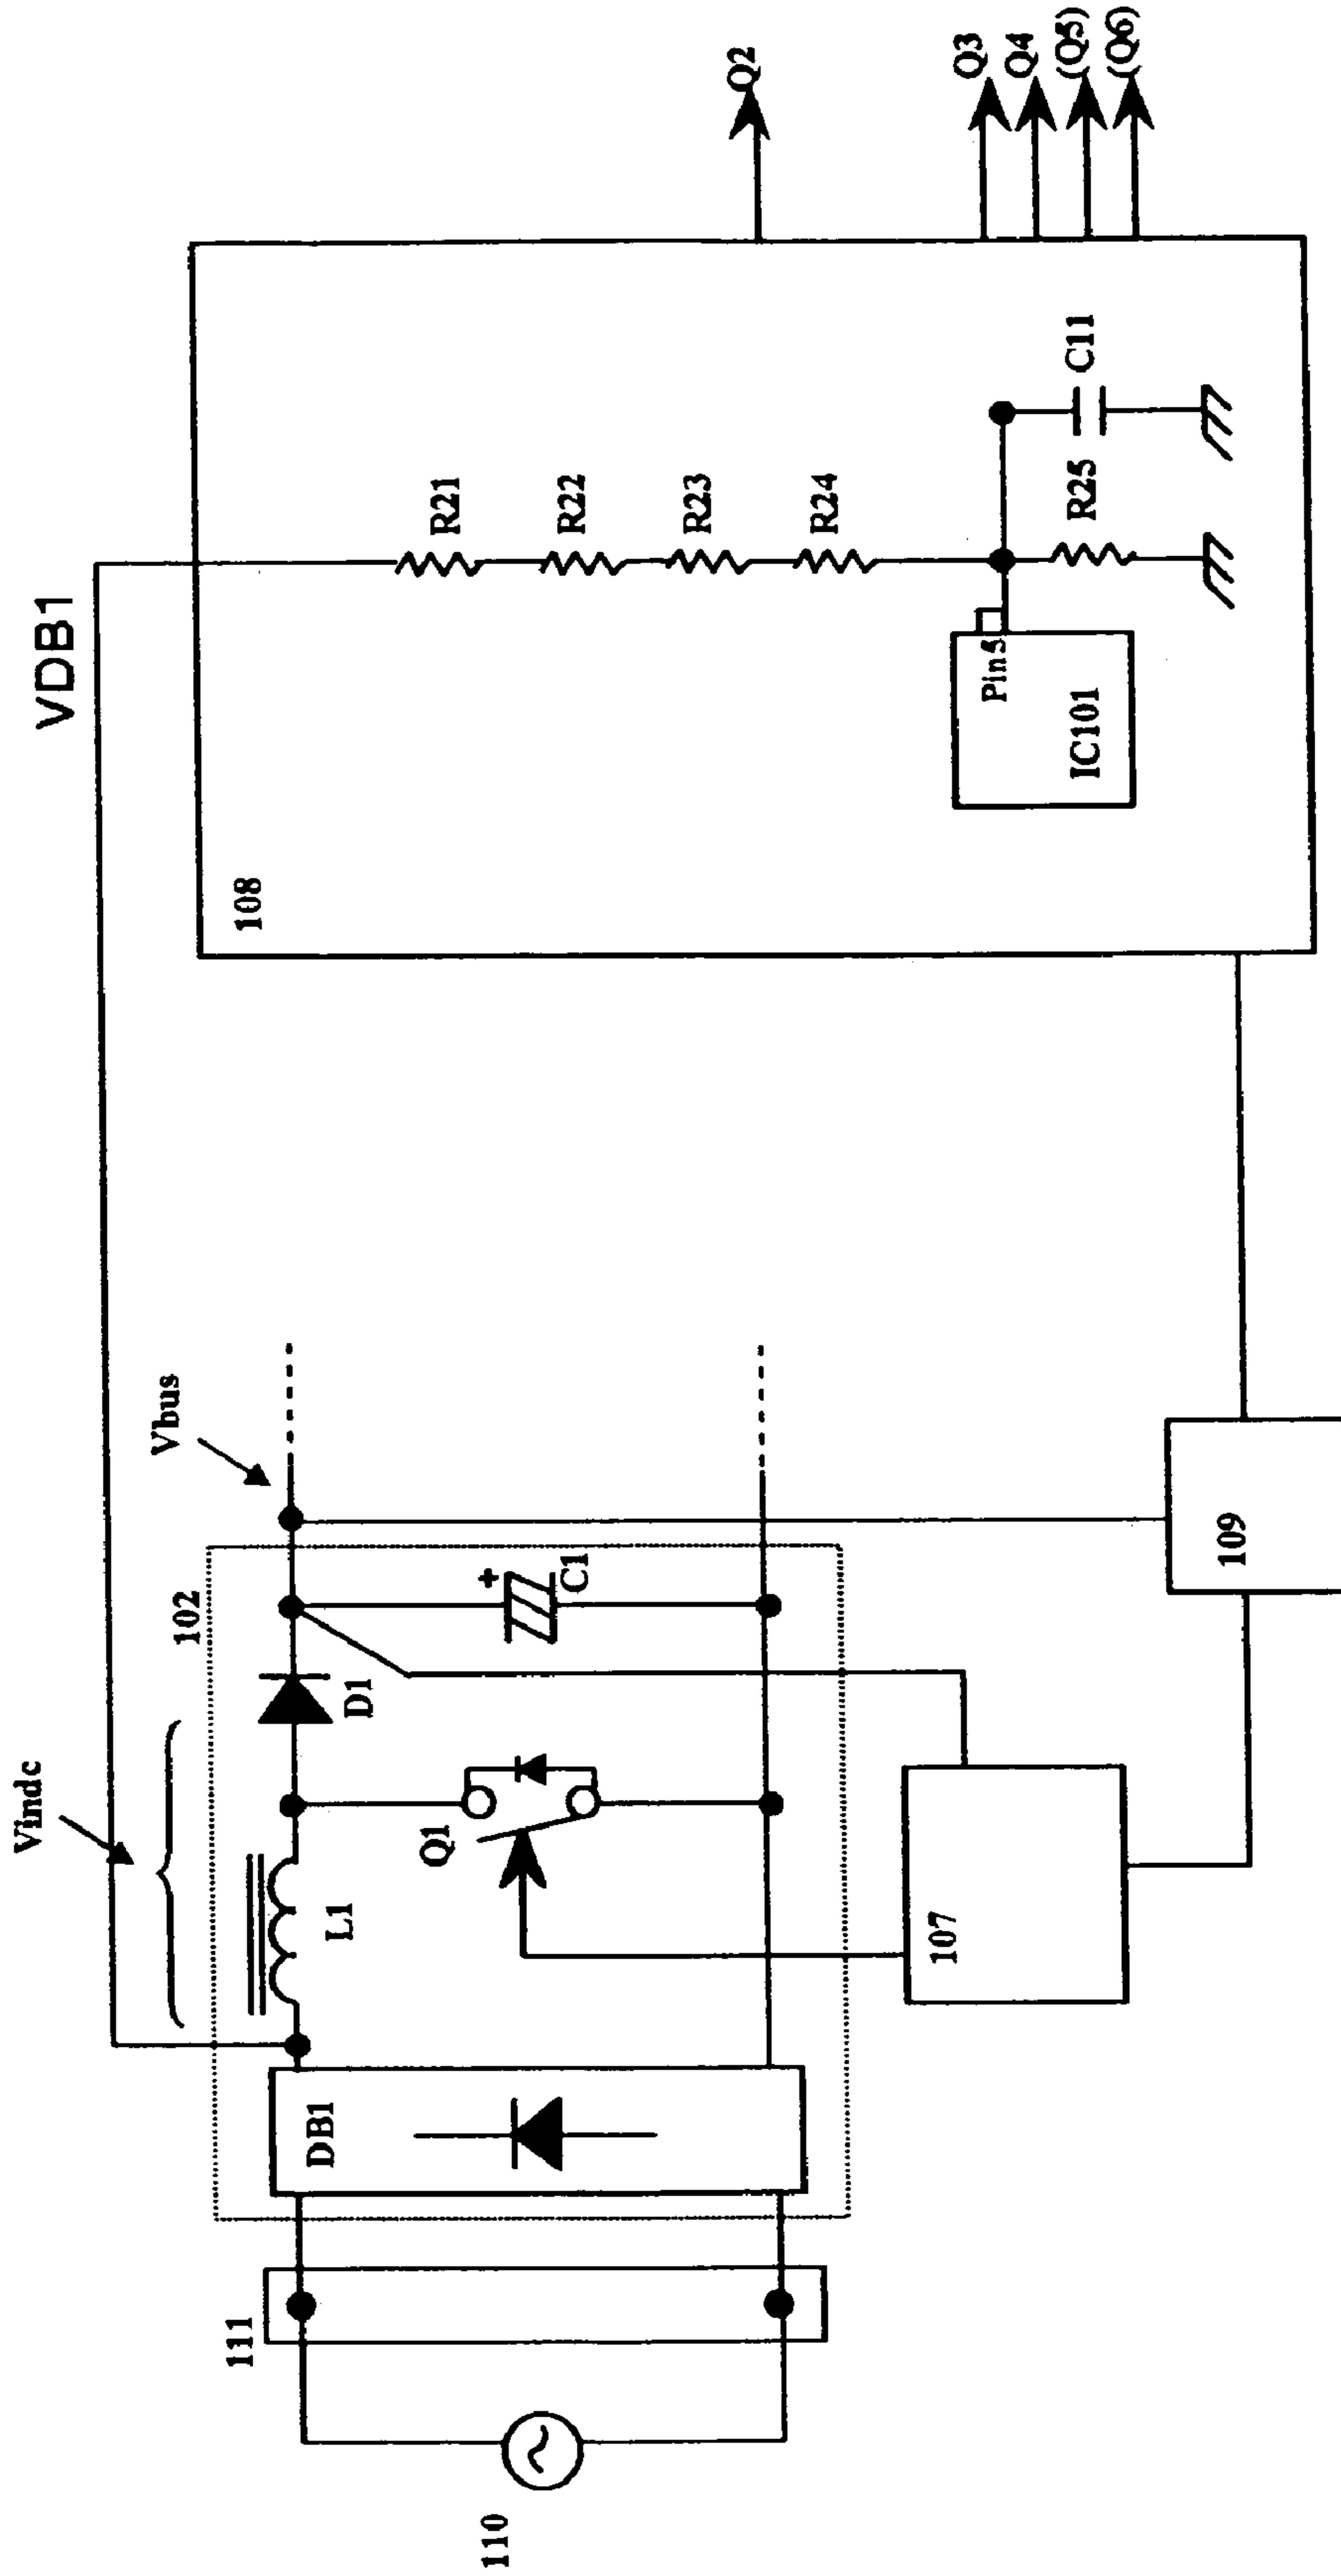 VDB1
Vindc
Vbus
102
108
Q2
Q3
Q4
(Q5)
(Q6)
R21
R22
R23
R24
R25
C11
Pin5
IC101
111
110
DB1
L1
D1
Q1
+
C1
107
109